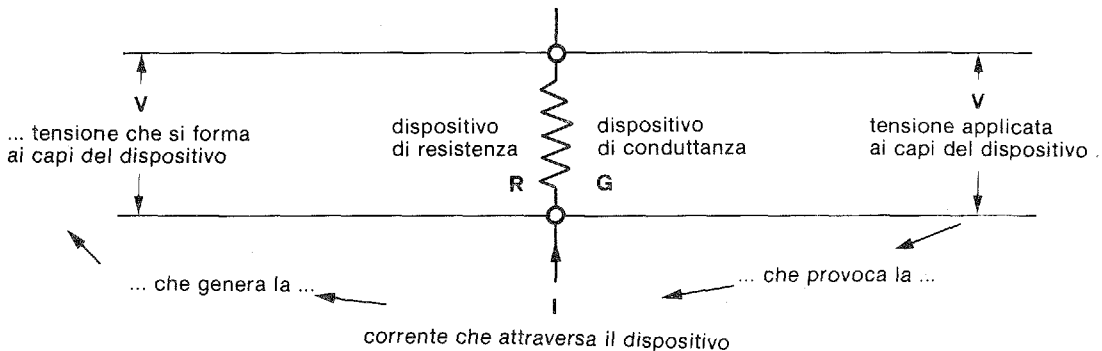 V
... tensione che si forma
ai capi del dispositivo
dispositivo
di resistenza
R
dispositivo
di conduttanza
G
V
tensione applicata
ai capi del dispositivo .
... che genera la ...
... che provoca la ...
I
corrente che attraversa il dispositivo